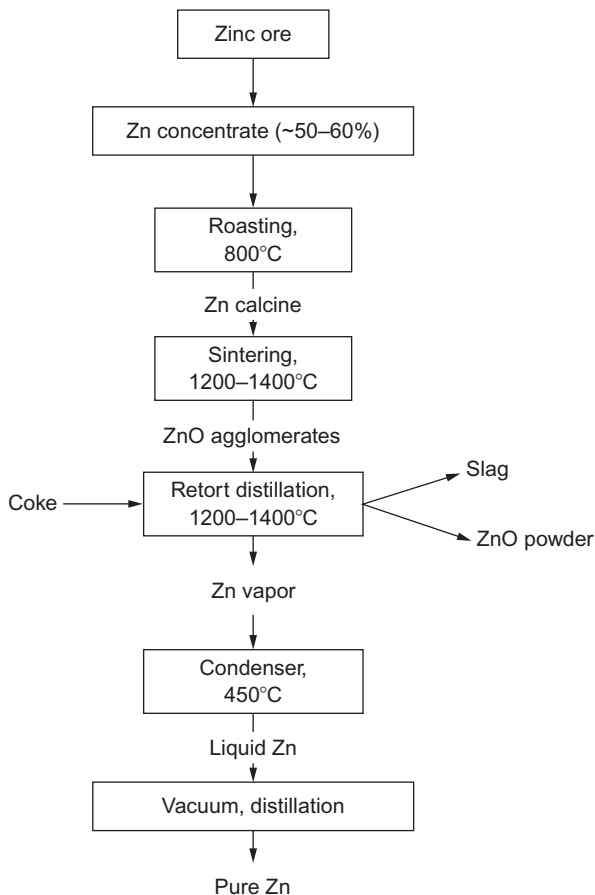 Zinc ore
Zn concentrate (~50–60%)
Roasting,
800°C
Zn calcine
Sintering,
1200–1400°C
ZnO agglomerates
Coke
Retort distillation,
1200–1400°C
Slag
ZnO powder
Zn vapor
Condenser,
450°C
Liquid Zn
Vacuum, distillation
Pure Zn